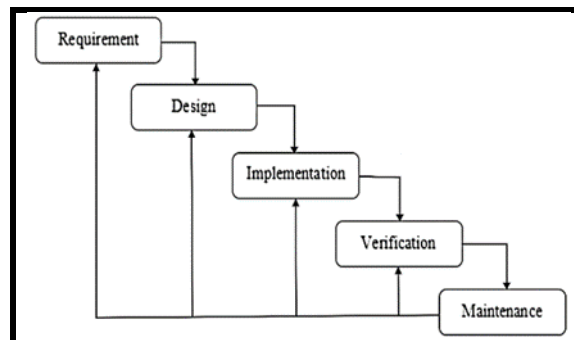 Requirement
Design
Implementation
Verification
Maintenance